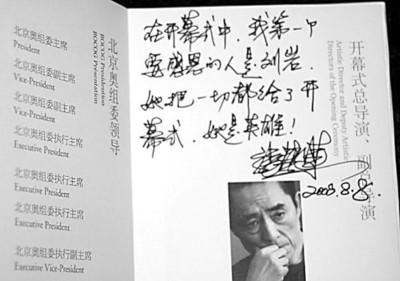 北京奥组委领导
BOCOG Presidential
BOCOG Presentation
北京奥组委主席
President
北京奥组委副主席
Vice-President
北京奥组委副主席
Vice-President
北京奥组委执行主席
Executive President
北京奥组委执行主席
Executive President
北京奥组委执行主席
Executive President
北京奥组委执行副主席
Executive Vice-President
在开幕式中，我第一个
要感恩的人是刘岩．
她把一切都给了开
幕式．她是英雄！
张艺谋
2008.8.8.
开幕式总导演、副总导演
Artistic Director and Deputy Artistic
Directors of the Opening Ceremony